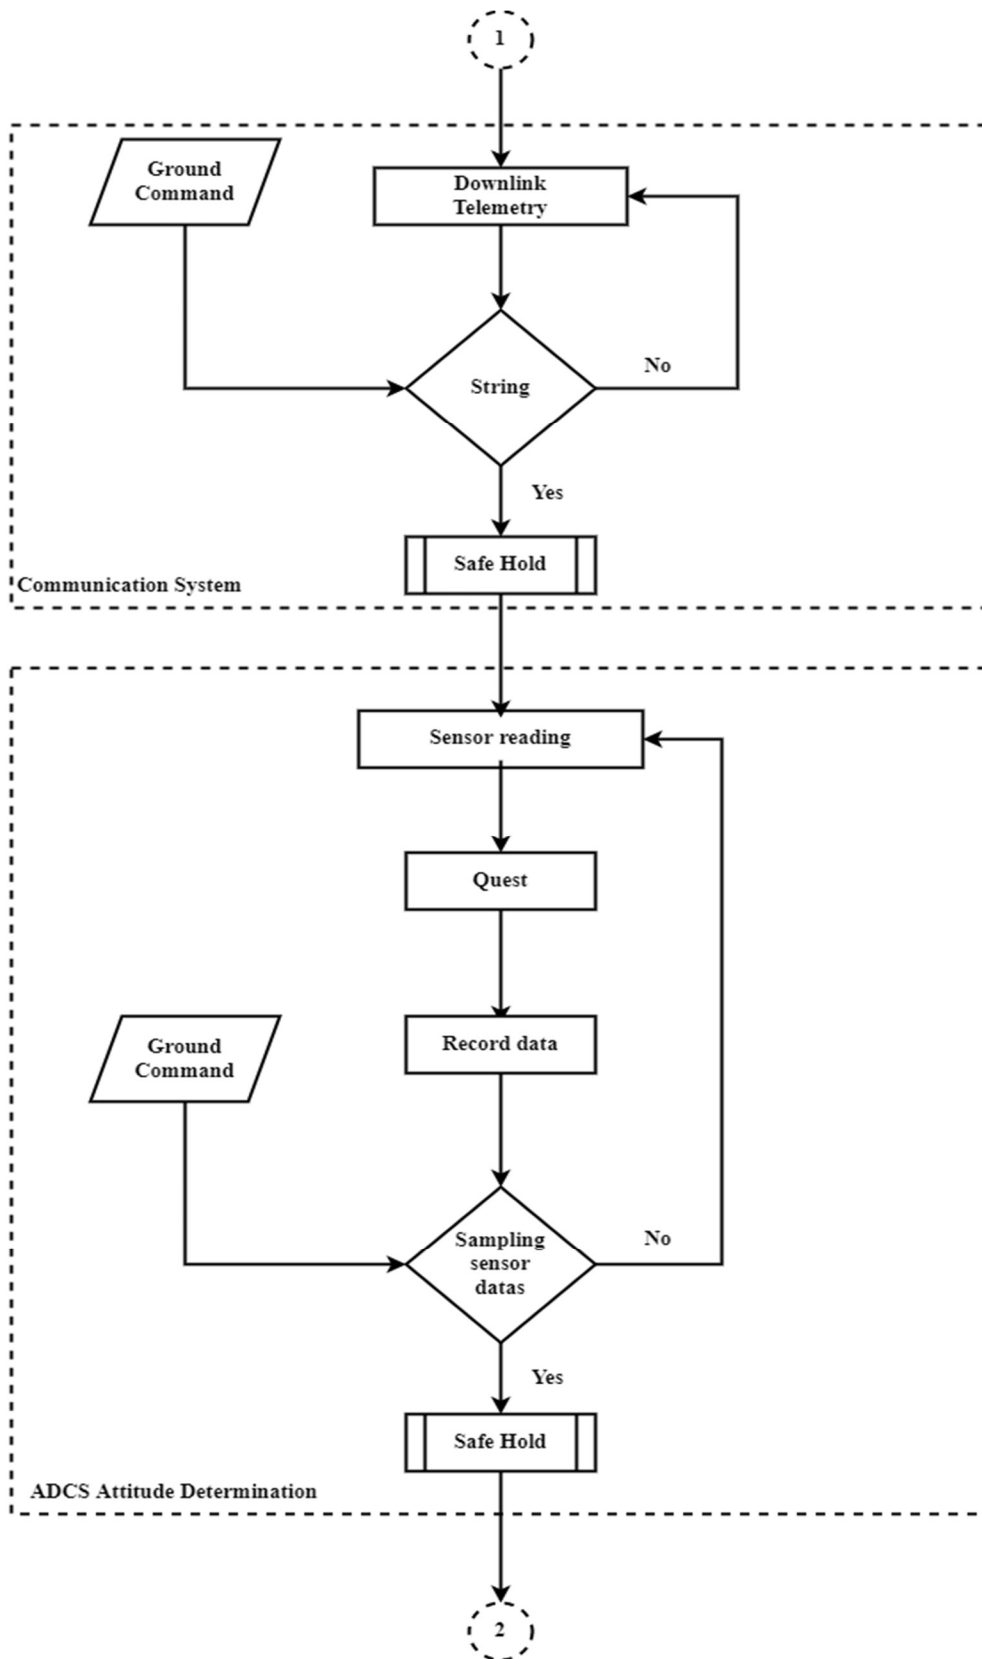 1
Ground
Command
Downlink
Telemetry
String
No
Yes
Safe Hold
Communication System
Sensor reading
Quest
Record data
Ground
Command
Sampling
sensor
datas
No
Yes
Safe Hold
ADCS Attitude Determination
2